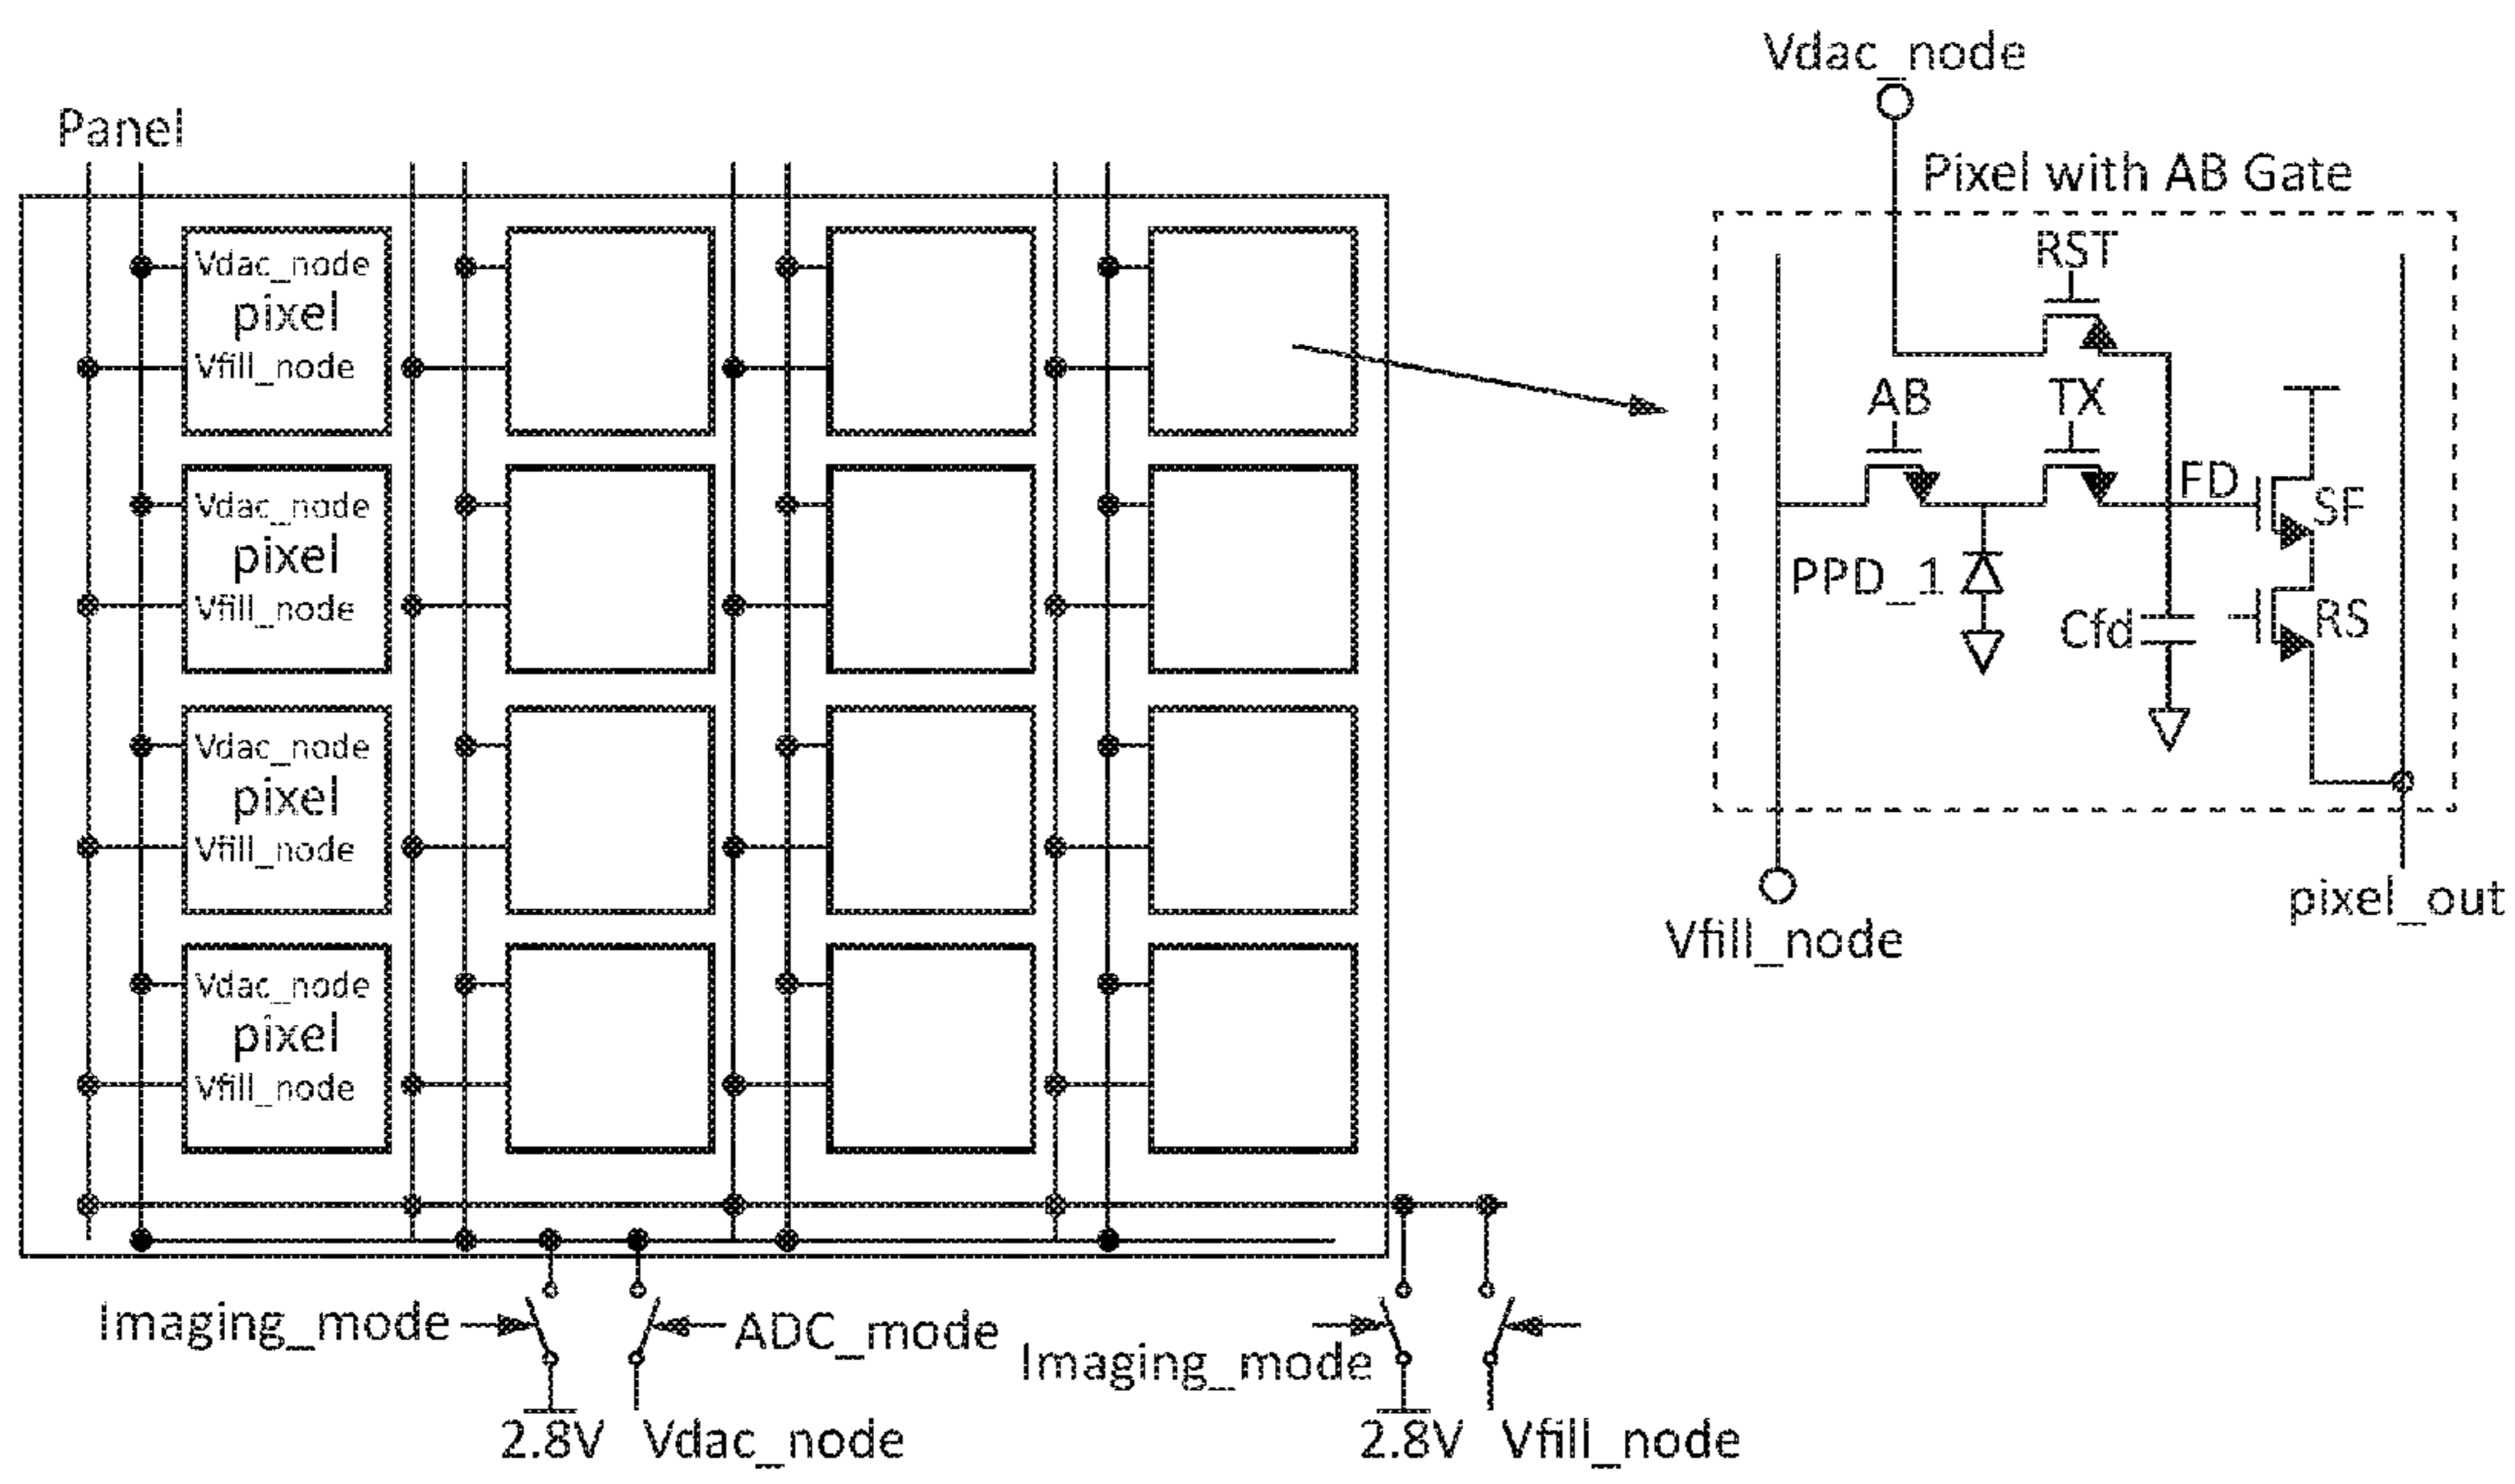 Panel
Vdac_node
pixel
Vfill_node
Vdac_node
pixel
Vfill_node
Vdac_node
pixel
Vfill_node
Vdac_node
pixel
Vfill_node
Imaging_mode
ADC_mode
2.8V
Vdac_node
Imaging_mode
2.8V
Vfill_node
Vdac_node
Pixel with AB Gate
RST
AB
TX
FD
SF
PPD_1
Cfd
RS
Vfill_node
pixel_out